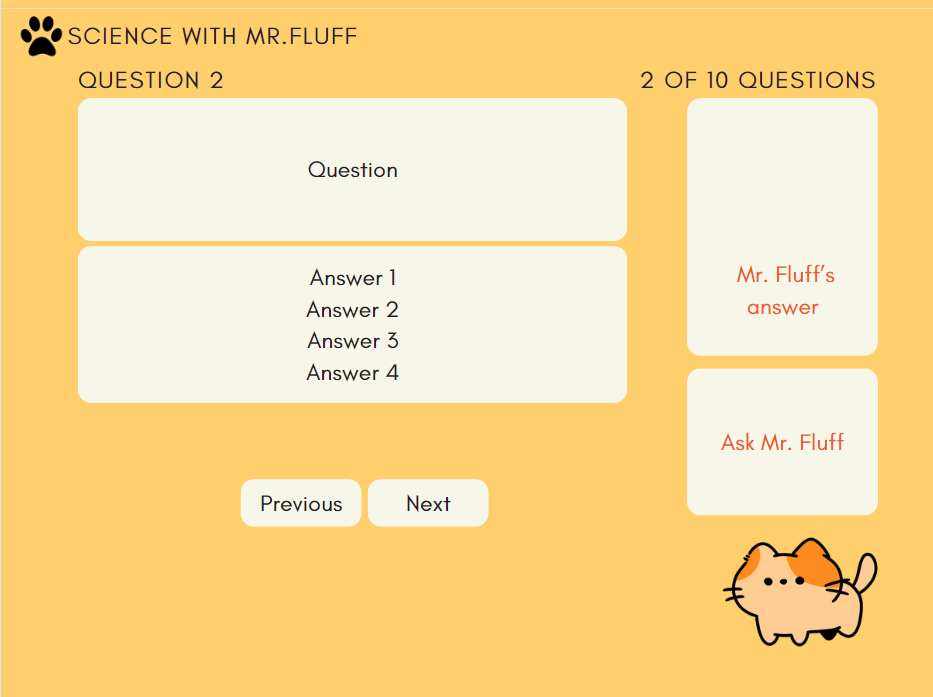 SCIENCE WITH MR.FLUFF
QUESTION 2
2 OF 10 QUESTIONS
Question
Answer 1
Answer 2
Answer 3
Answer 4
Previous
Next
Mr. Fluff's
answer
Ask Mr. Fluff